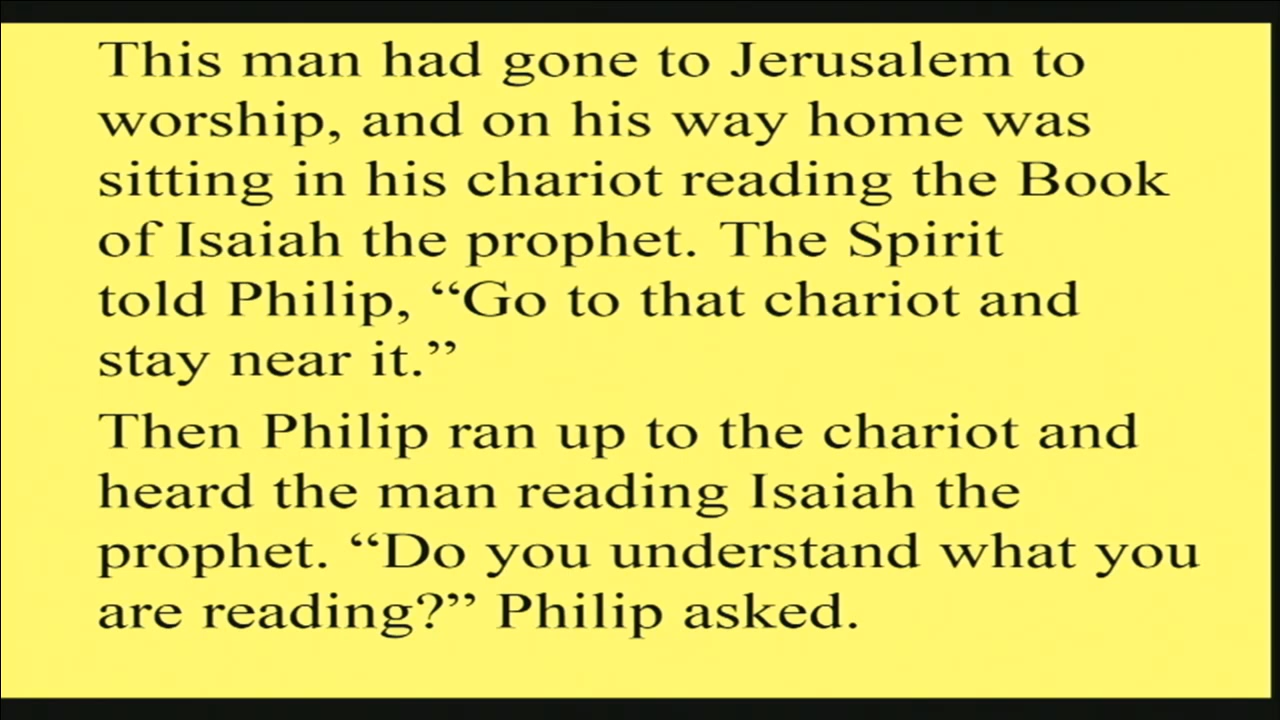 This man had gone to Jerusalem to
worship, and on his way home was
sitting in his chariot reading the Book
of Isaiah the prophet. The Spirit
told Philip, “Go to that chariot and
stay near it.”
Then Philip ran up to the chariot and
heard the man reading Isaiah the
prophet. “Do you understand what you
are reading?” Philip asked.